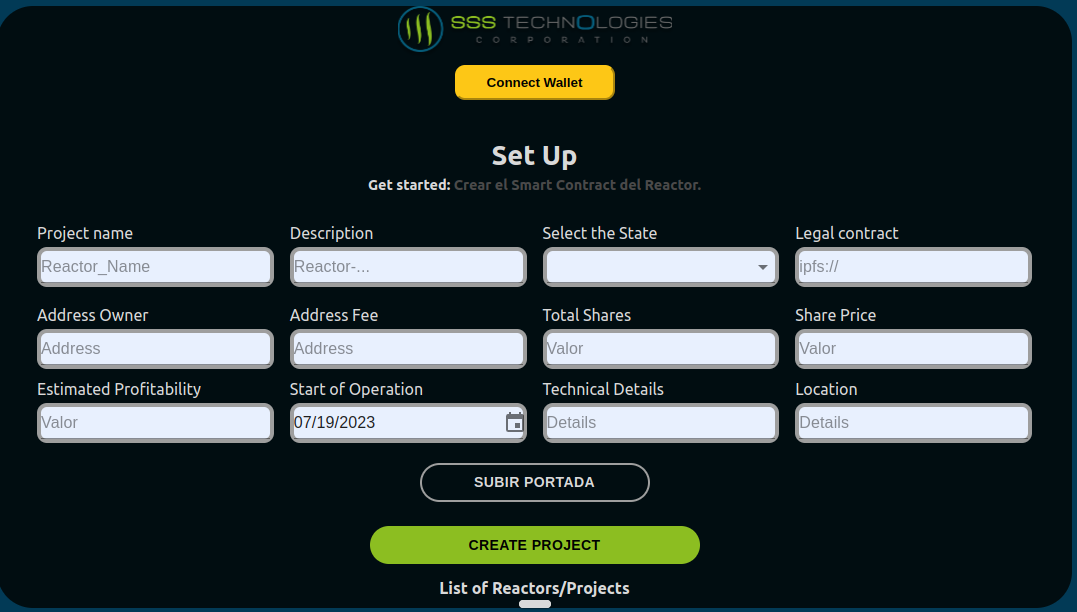 SSS TECHNOLOGIES
CORPORATION
Connect Wallet
Set Up
Get started: Crear el Smart Contract del Reactor.
Project name Description Select the State Legal contract
Reactor_Name Reactor-... ipfs://
Address Owner Address Fee Total Shares Share Price
Address Address Valor Valor
Estimated Profitability Start of Operation Technical Details Location
Valor 07/19/2023 Details Details
SUBIR PORTADA
CREATE PROJECT
List of Reactors/Projects